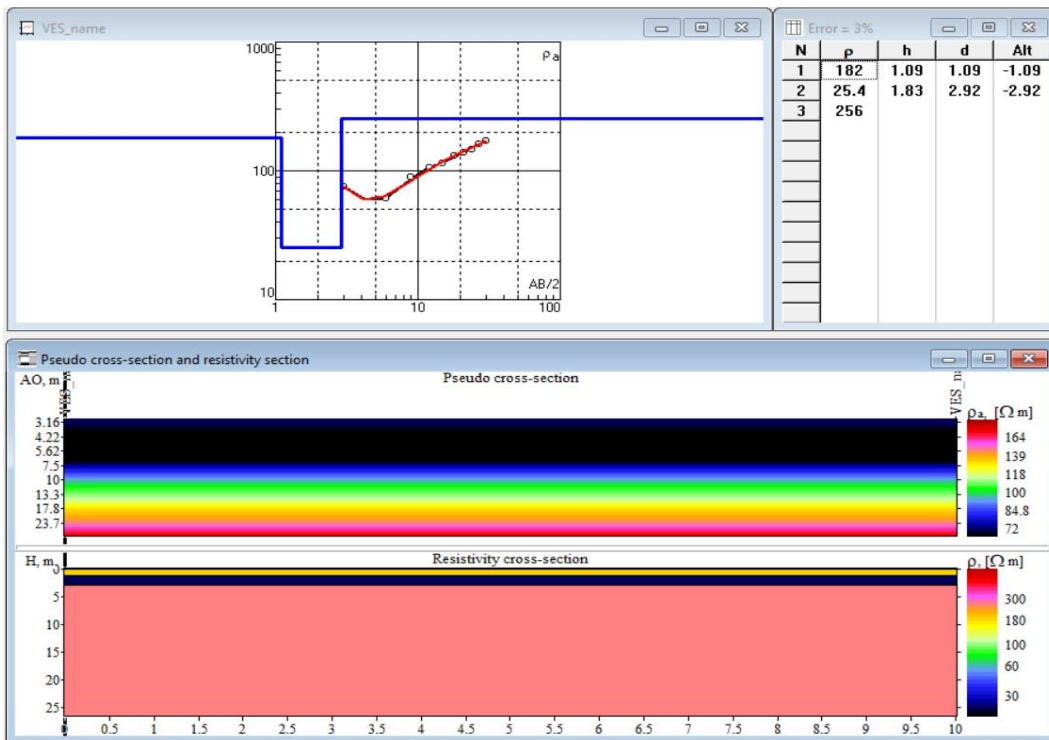 VES_name
1000
ρa
100
10
AB/2
1
10
100
Error = 3%
N ρ h d Alt
1 182 1.09 1.09 -1.09
2 25.4 1.83 2.92 -2.92
3 256
Pseudo cross-section and resistivity section
AO, m
Pseudo cross-section
3.16
4.22
5.62
7.5
10
13.3
17.8
23.7
ρa, [Ω m]
164
139
118
100
84.8
72
H, m
Resistivity cross-section
0
5
10
15
20
25
0 0.5 1 1.5 2 2.5 3 3.5 4 4.5 5 5.5 6 6.5 7 7.5 8 8.5 9 9.5 10
ρ, [Ω m]
300
180
100
60
30